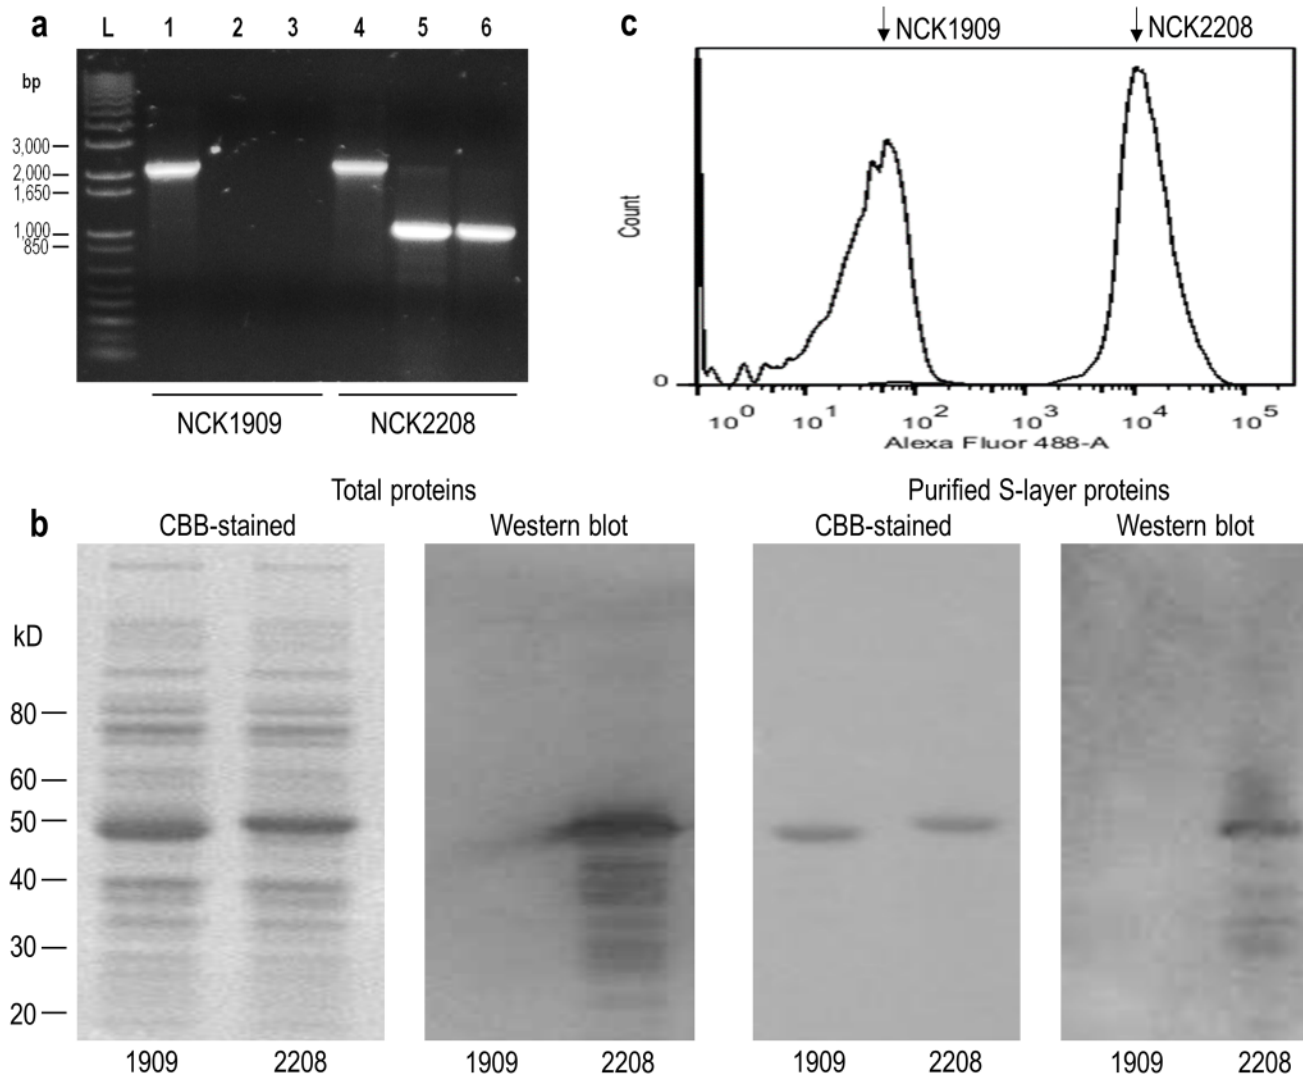 a
L 1 2 3 4 5 6
bp
3,000
2,000
1,650
1,000
850
NCK1909 NCK2208
c
NCK1909 NCK2208
Count
0
10^0 10^1 10^2 10^3 10^4 10^5
Alexa Fluor 488-A
Total proteins Purified S-layer proteins
b CBB-stained Western blot CBB-stained Western blot
kD
80
60
50
40
30
20
1909 2208 1909 2208 1909 2208 1909 2208